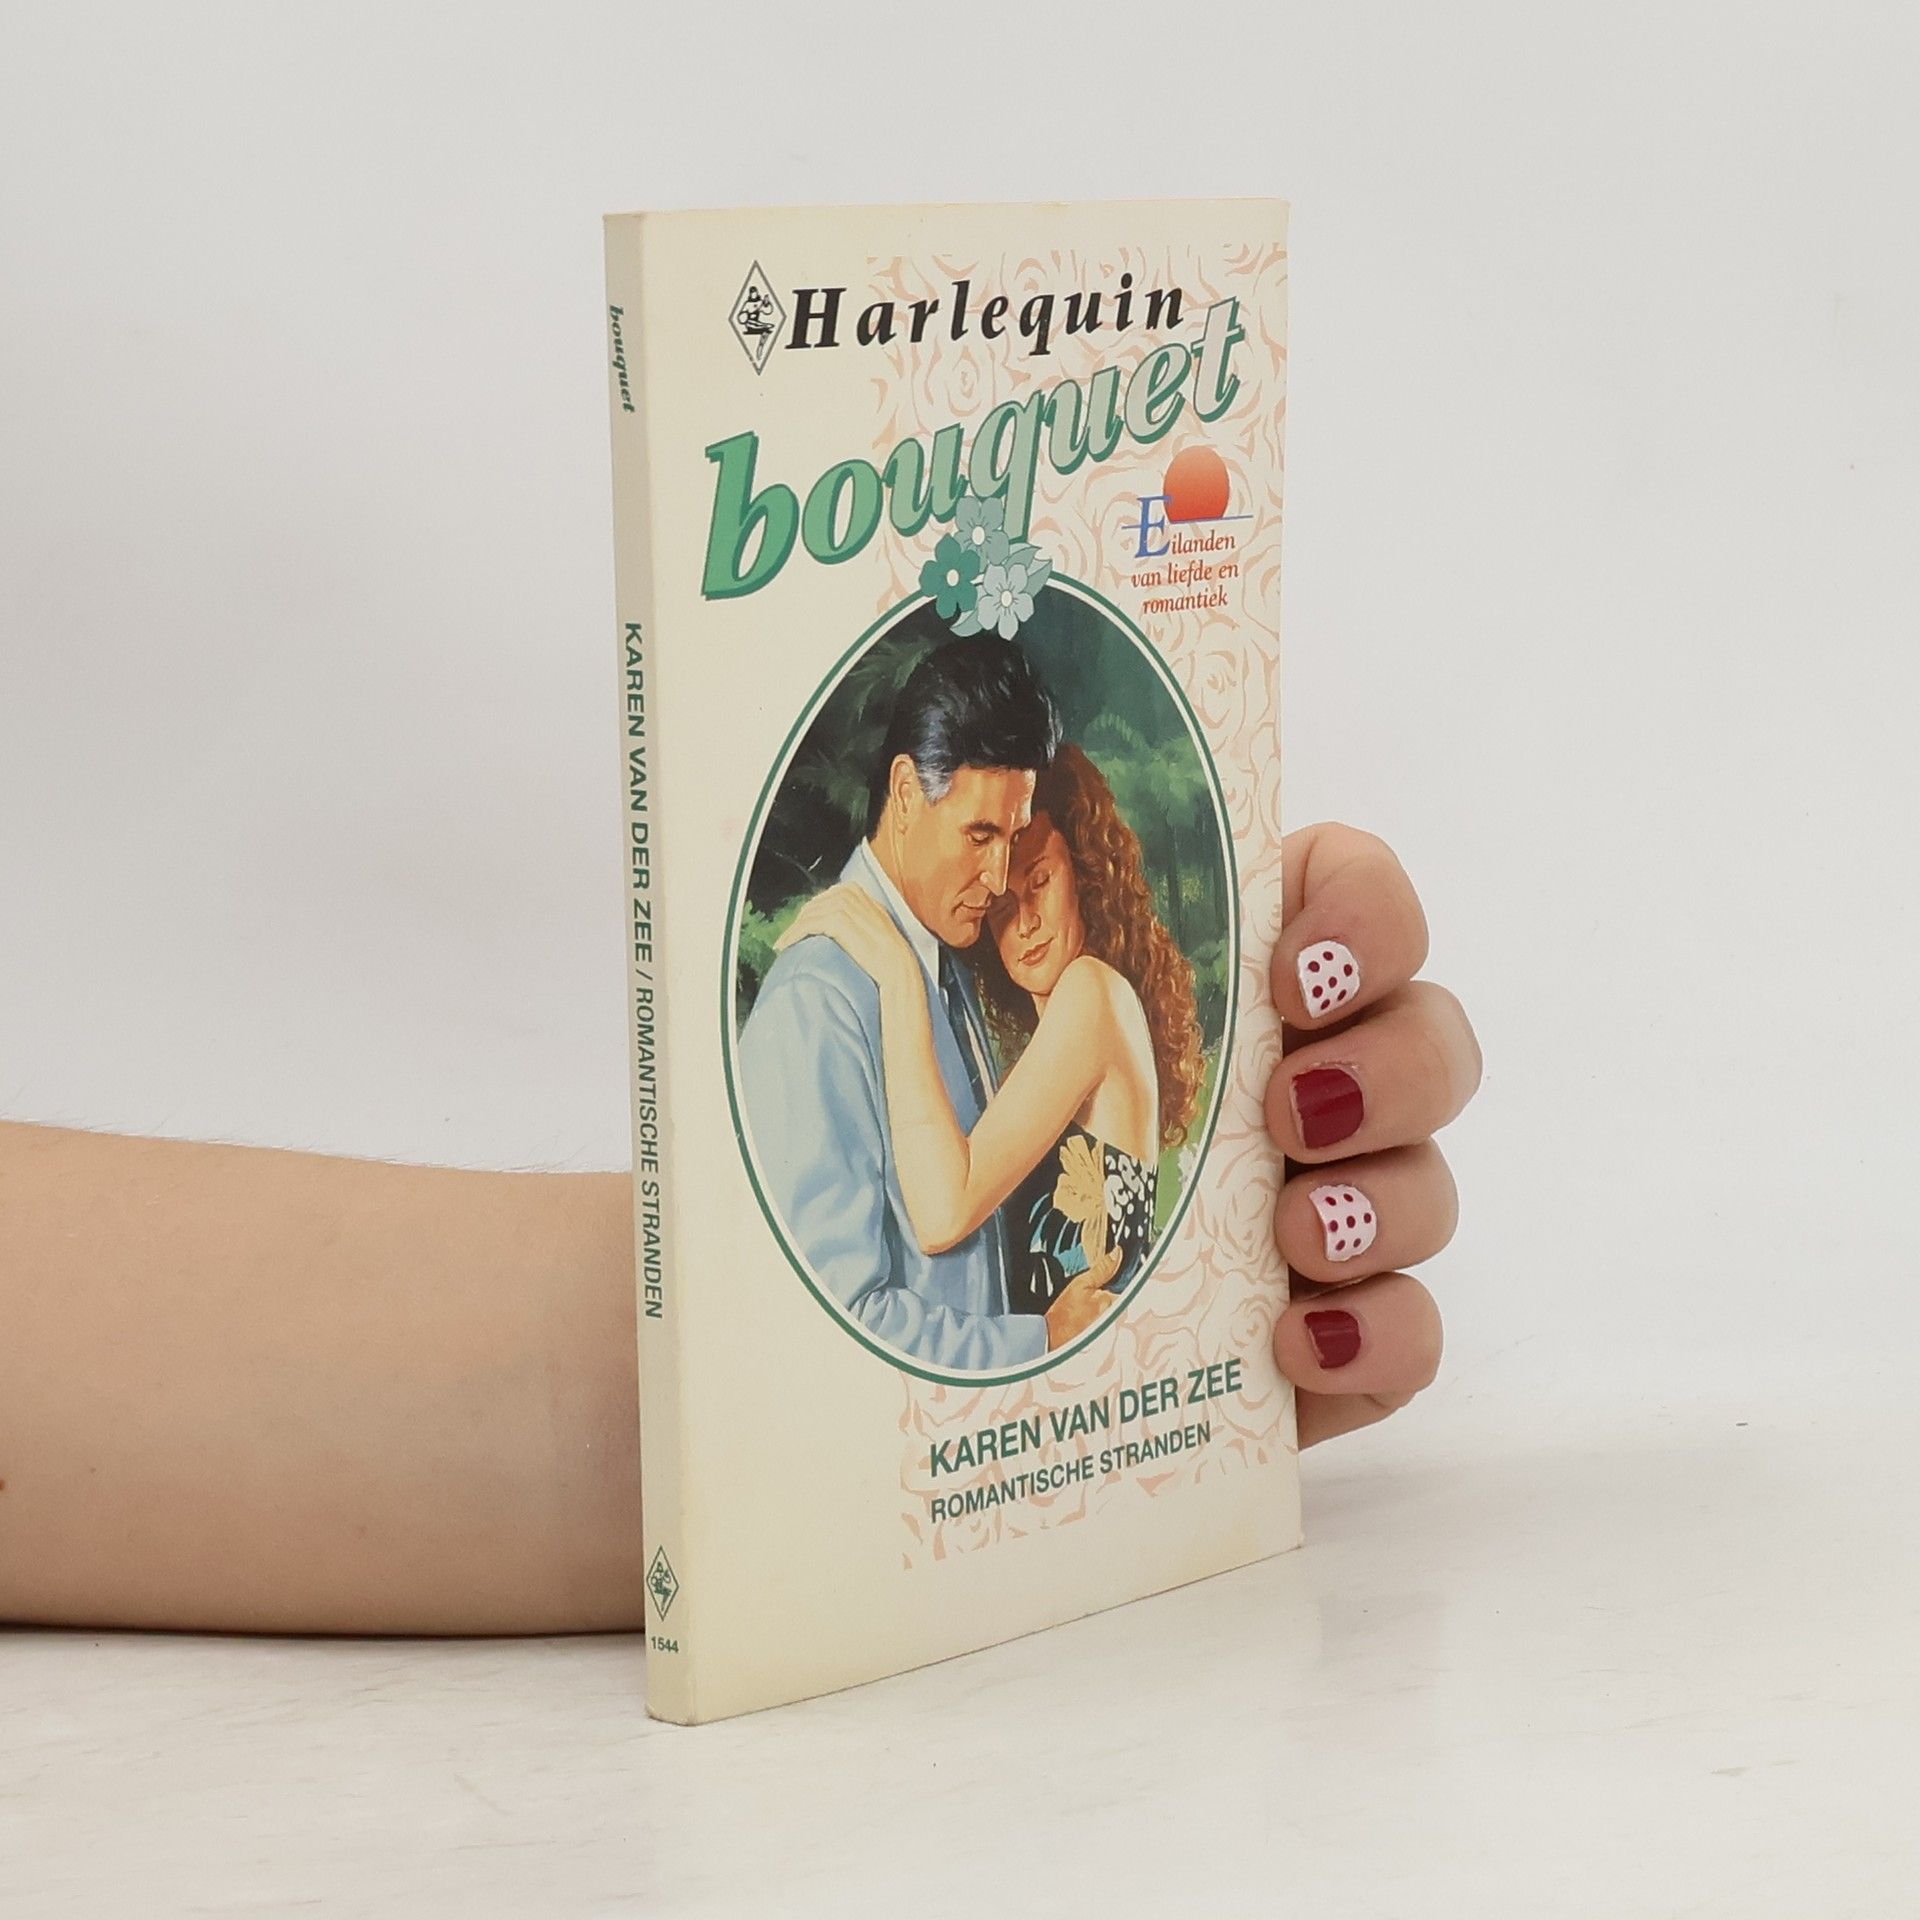 Harlequin
bouquet
Eilanden
van liefde en
romantiek
KAREN VAN DER ZEE
ROMANTISCHE STRANDEN
bouquet
KAREN VAN DER ZEE / ROMANTISCHE STRANDEN
1544